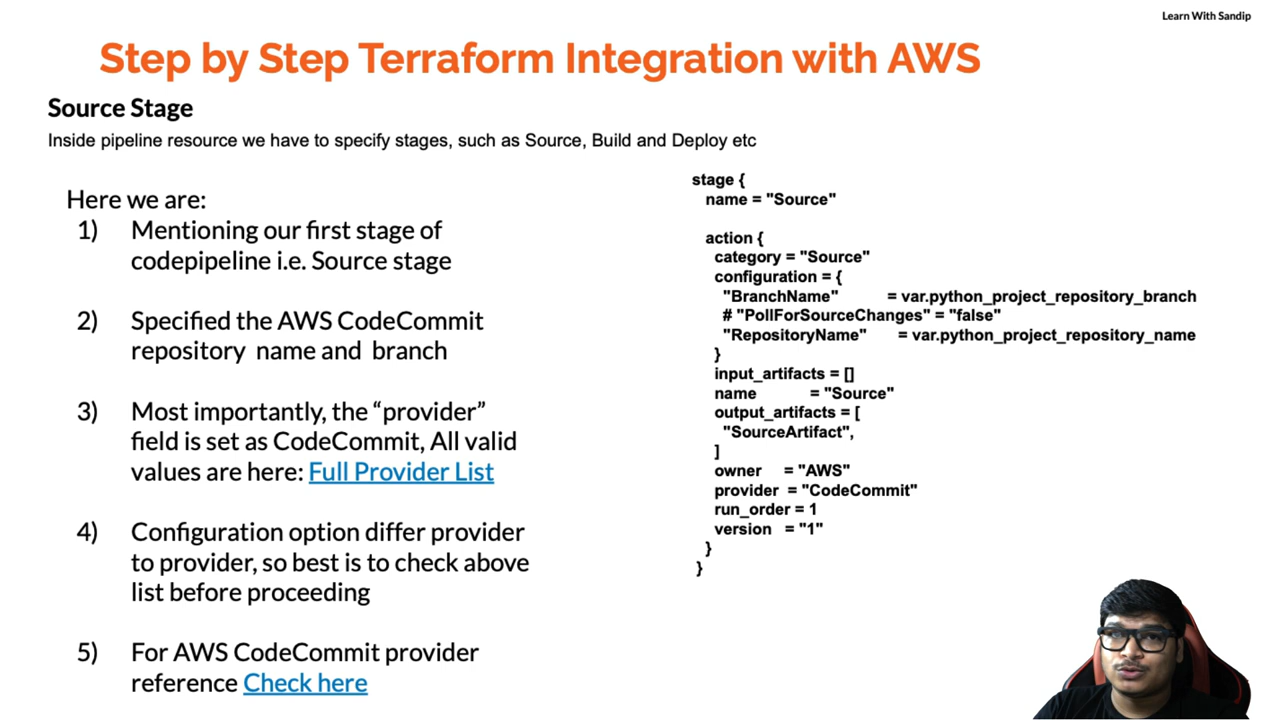 Learn With Sandip
Step by Step Terraform Integration with AWS
Source Stage
Inside pipeline resource we have to specify stages, such as Source, Build and Deploy etc
Here we are:
1) Mentioning our first stage of
codepipeline i.e. Source stage
2) Specified the AWS CodeCommit
repository name and branch
3) Most importantly, the “provider”
field is set as CodeCommit, All valid
values are here: Full Provider List
4) Configuration option differ provider
to provider, so best is to check above
list before proceeding
5) For AWS CodeCommit provider
reference Check here
stage {
name = "Source"
action {
category = "Source"
configuration = {
"BranchName" = var.python_project_repository_branch
# "PollForSourceChanges" = "false"
"RepositoryName" = var.python_project_repository_name
}
input_artifacts = []
name = "Source"
output_artifacts = [
"SourceArtifact",
]
owner = "AWS"
provider = "CodeCommit"
run_order = 1
version = "1"
}
}